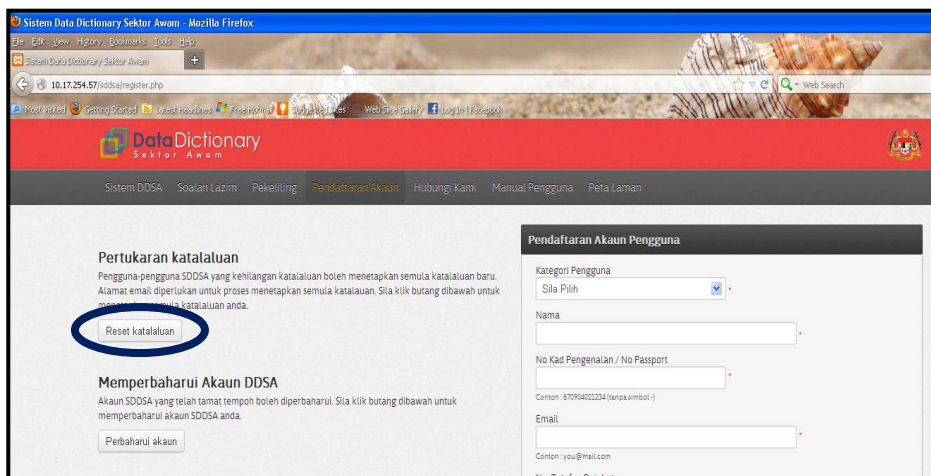 Sistem Data Dictionary Sektor Awam - Mozilla Firefox
File Edit View History Bookmarks Tools Help
Sistem Data Dictionary Sektor Awam +
10.17.254.57/sddsa/register.php Web Search
Most Visited Getting Started Latest Headlines Free Hotmail Suggested Sites Web Slice Gallery Log In | Facebook
Data Dictionary
Sektor Awam
Sistem DDSA Soalan Lazim Pekeliling Pendaftaran Akaun Hubungi Kami Manual Pengguna Peta Laman
Pertukaran katalaluan
Pengguna-pengguna SDDSA yang kehilangan katalaluan boleh menetapkan semula katalaluan baru.
Alamat email diperlukan untuk proses menetapkan semula katalauan. Sila klik butang dibawah untuk
menetapkan semula katalaluan anda.
Reset katalaluan
Memperbaharui Akaun DDSA
Akaun SDDSA yang telah tamat tempoh boleh diperbaharui. Sila klik butang dibawah untuk
memperbaharui akaun SDDSA anda.
Perbaharui akaun
Pendaftaran Akaun Pengguna
Kategori Pengguna
Sila Pilih *
Nama
*
No Kad Pengenalan / No Passport
*
Conton : 870904021234 (tanpa simbol -)
Email
*
Conton : you@mail.com